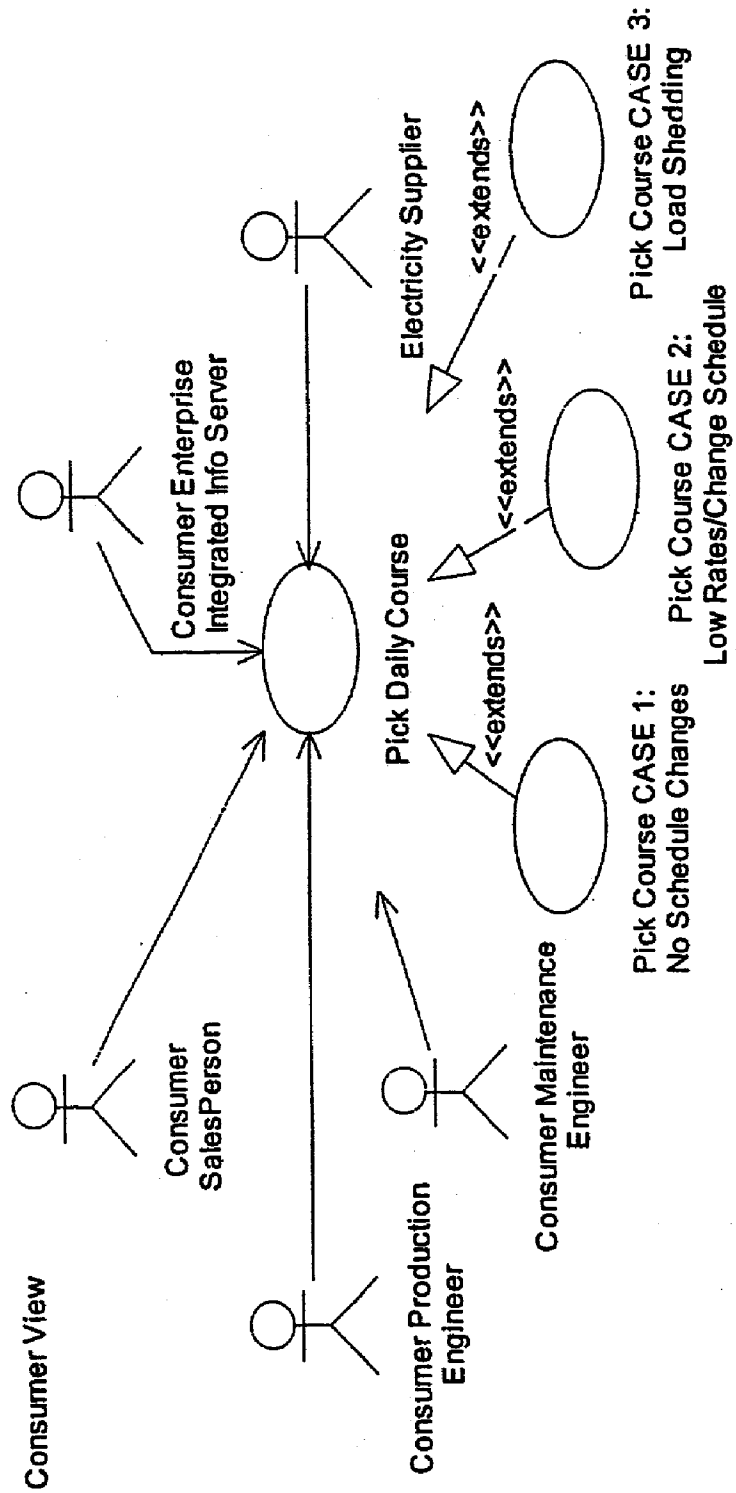 Consumer View
Consumer
SalesPerson
Consumer Enterprise
Integrated Info Server
Consumer Production
Engineer
Pick Daily Course
Electricity Supplier
Consumer Maintenance
Engineer
<<extends>>
<<extends>>
<<extends>>
Pick Course CASE 1:
No Schedule Changes
Pick Course CASE 2:
Low Rates/Change Schedule
Pick Course CASE 3:
Load Shedding